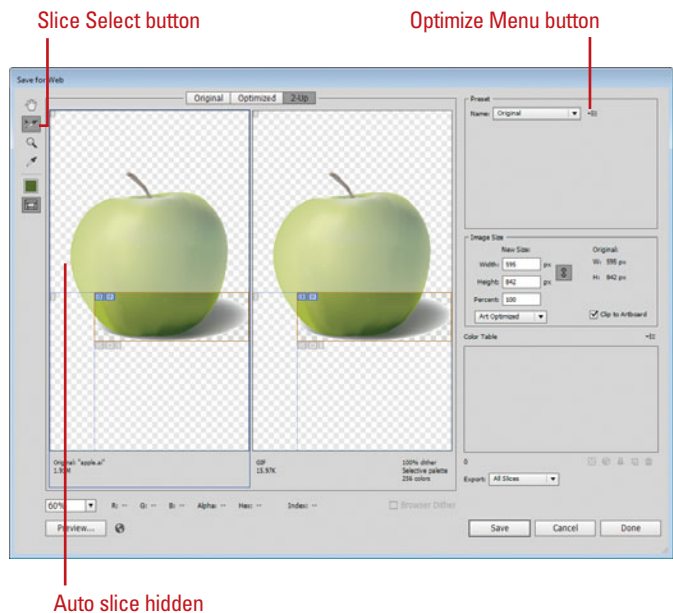 Slice Select button
Optimize Menu button
Save for Web
Original Optimized 2-Up
Preset
Name: Original
Image Size
New Size:
Original:
Width: 595 px
W: 595 px
Height: 842 px
H: 842 px
Percent: 100
Art Optimized
Clip to Artboard
03
03
Color Table
Original: "apple.ai"
GIF
15.97K
100% dither
Selective palette
256 colors
0
Export: All Slices
60%
R: --
G: --
B: --
Alpha: --
Hex: --
Index: --
Browser Dither
Preview...
Save
Cancel
Done
Auto slice hidden